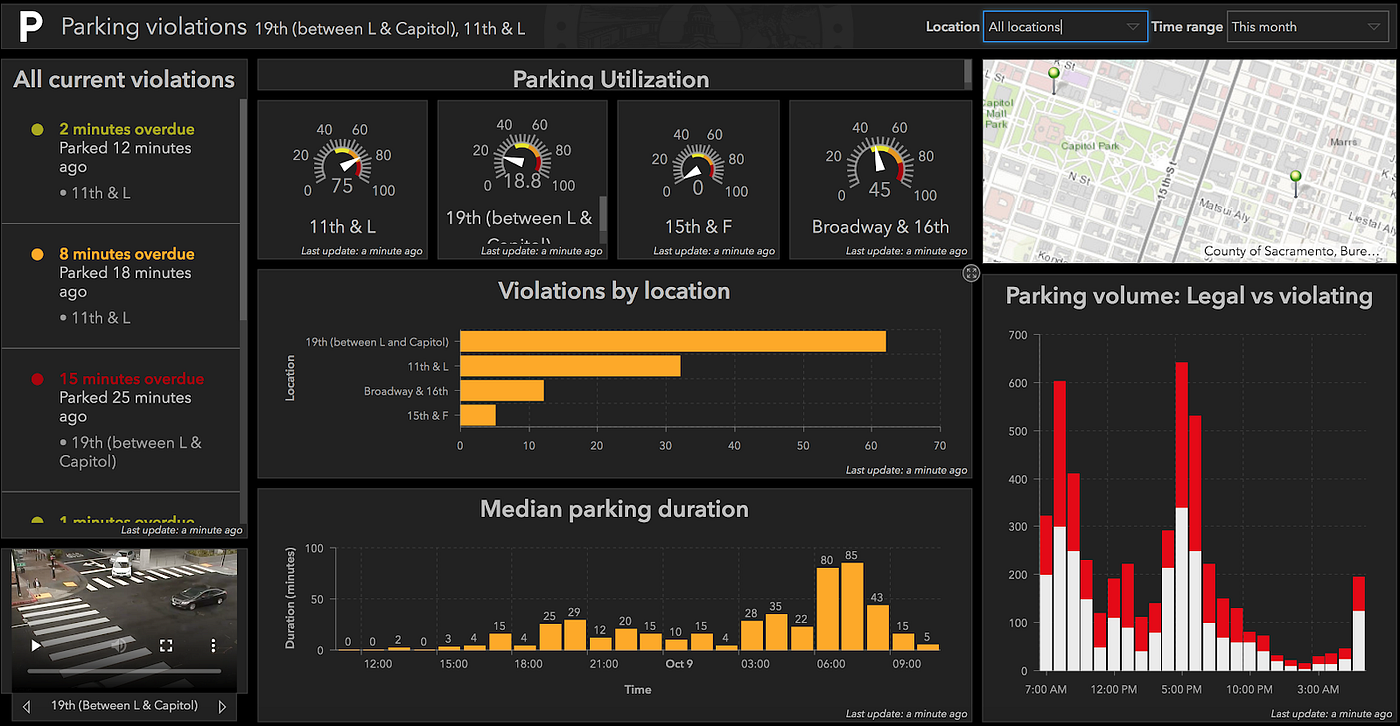 P Parking violations 19th (between L & Capitol), 11th & L
Location All locations Time range This month
All current violations
2 minutes overdue
Parked 12 minutes
ago
• 11th & L
8 minutes overdue
Parked 18 minutes
ago
• 11th & L
15 minutes overdue
Parked 25 minutes
ago
• 19th (between L &
Capitol)
1 minutes overdue
Last update: a minute ago
19th (Between L & Capitol)
Parking Utilization
0 20 40 60 80 100
75
11th & L
Last update: a minute ago
0 20 40 60 80 100
18.8
19th (between L &
Capitol)
Last update: a minute ago
0 20 40 60 80 100
0
15th & F
Last update: a minute ago
0 20 40 60 80 100
45
Broadway & 16th
Last update: a minute ago
Violations by location
Location
19th (between L and Capitol)
11th & L
Broadway & 16th
15th & F
0 10 20 30 40 50 60 70
Last update: a minute ago
Median parking duration
Duration (minutes)
100
50
0
0 0 2 0 3 4 15 4 25 29 12 20 15 10 15 4 28 35 22 80 85 43 15 5
12:00 15:00 18:00 21:00 Oct 9 03:00 06:00 09:00
Time
Last update: a minute ago
L St
K St
Capitol
Mall
Park
Capitol Park
N St
15th St
Marrs
K S
Matsui Aly
Liestal Aly
County of Sacramento, Bure...
Parking volume: Legal vs violating
700
600
500
400
300
200
100
0
7:00 AM 12:00 PM 5:00 PM 10:00 PM 3:00 AM
Last update: a minute ago